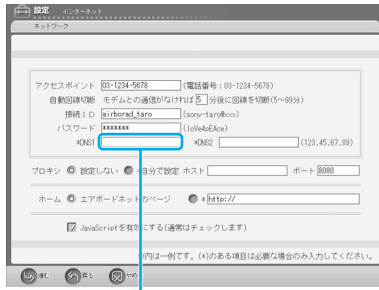 設定 インターネット
ネットワーク
アクセスポイント 03-1234-5678 (電話番号：03-1234-5678)
自動回線切断 モデムとの通信がなければ 5 分後に回線を切断(5〜99分)
接続ＩＤ airborad_taro (sony-taro@xxx)
パスワード ******* (IoVe4pEAce)
*DNS1 *DNS2 (123.45.67.89)
プロキシ 設定しない *自分で設定 ホスト ポート 8080
ホーム エアボードネットのページ * http://
JavaScriptを有効にする(通常はチェックします)
()内は一例です。(*)のある項目は必要な場合のみ入力してください。
進む 戻る やめる